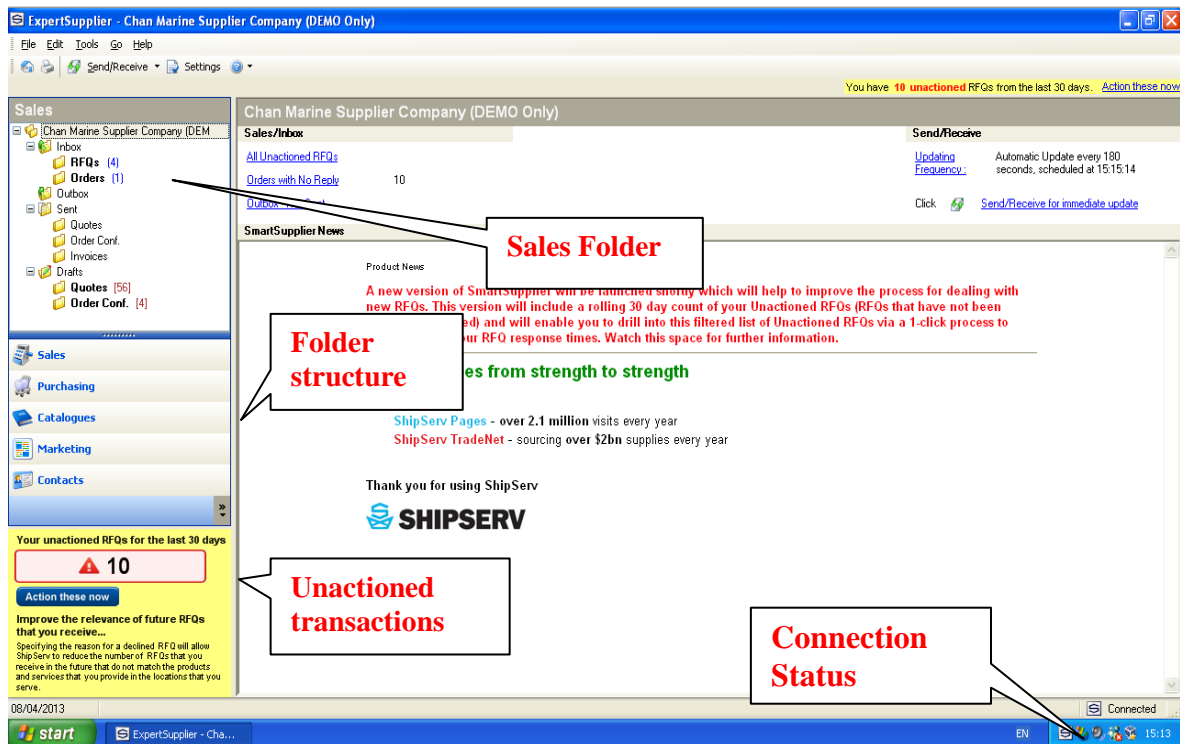 ExpertSupplier - Chan Marine Supplier Company (DEMO Only)
File Edit Tools Go Help
Send/Receive Settings
You have 10 unactioned RFQs from the last 30 days. Action these now
Sales
Chan Marine Supplier Company (DEM
Inbox
RFQs (4)
Orders (1)
Outbox
Sent
Quotes
Order Conf.
Invoices
Drafts
Quotes [56]
Order Conf. [4]
Sales
Purchasing
Catalogues
Marketing
Contacts
Your unactioned RFQs for the last 30 days
10
Action these now
Improve the relevance of future RFQs
that you receive...
Specifying the reason for a declined RFQ will allow
ShipServ to reduce the number of RFQs that you
receive in the future that do not match the products
and services that you provide in the locations that you
serve.
Chan Marine Supplier Company (DEMO Only)
Sales/Inbox
All Unactioned RFQs
Orders with No Reply 10
Send/Receive
Updating Automatic Update every 180
Frequency: seconds, scheduled at 15:15:14
Click Send/Receive for immediate update
SmartSupplier News
Product News
A new version of SmartSupplier will be launched shortly which will help to improve the process for dealing with
new RFQs. This version will include a rolling 30 day count of your Unactioned RFQs (RFQs that have not been
ed) and will enable you to drill into this filtered list of Unactioned RFQs via a 1-click process to
ur RFQ response times. Watch this space for further information.
es from strength to strength
ShipServ Pages - over 2.1 million visits every year
ShipServ TradeNet - sourcing over $2bn supplies every year
Thank you for using ShipServ
SHIPSERV
Sales Folder
Folder
structure
Unactioned
transactions
Connection
Status
08/04/2013
Connected
start
ExpertSupplier - Cha...
EN
15:13